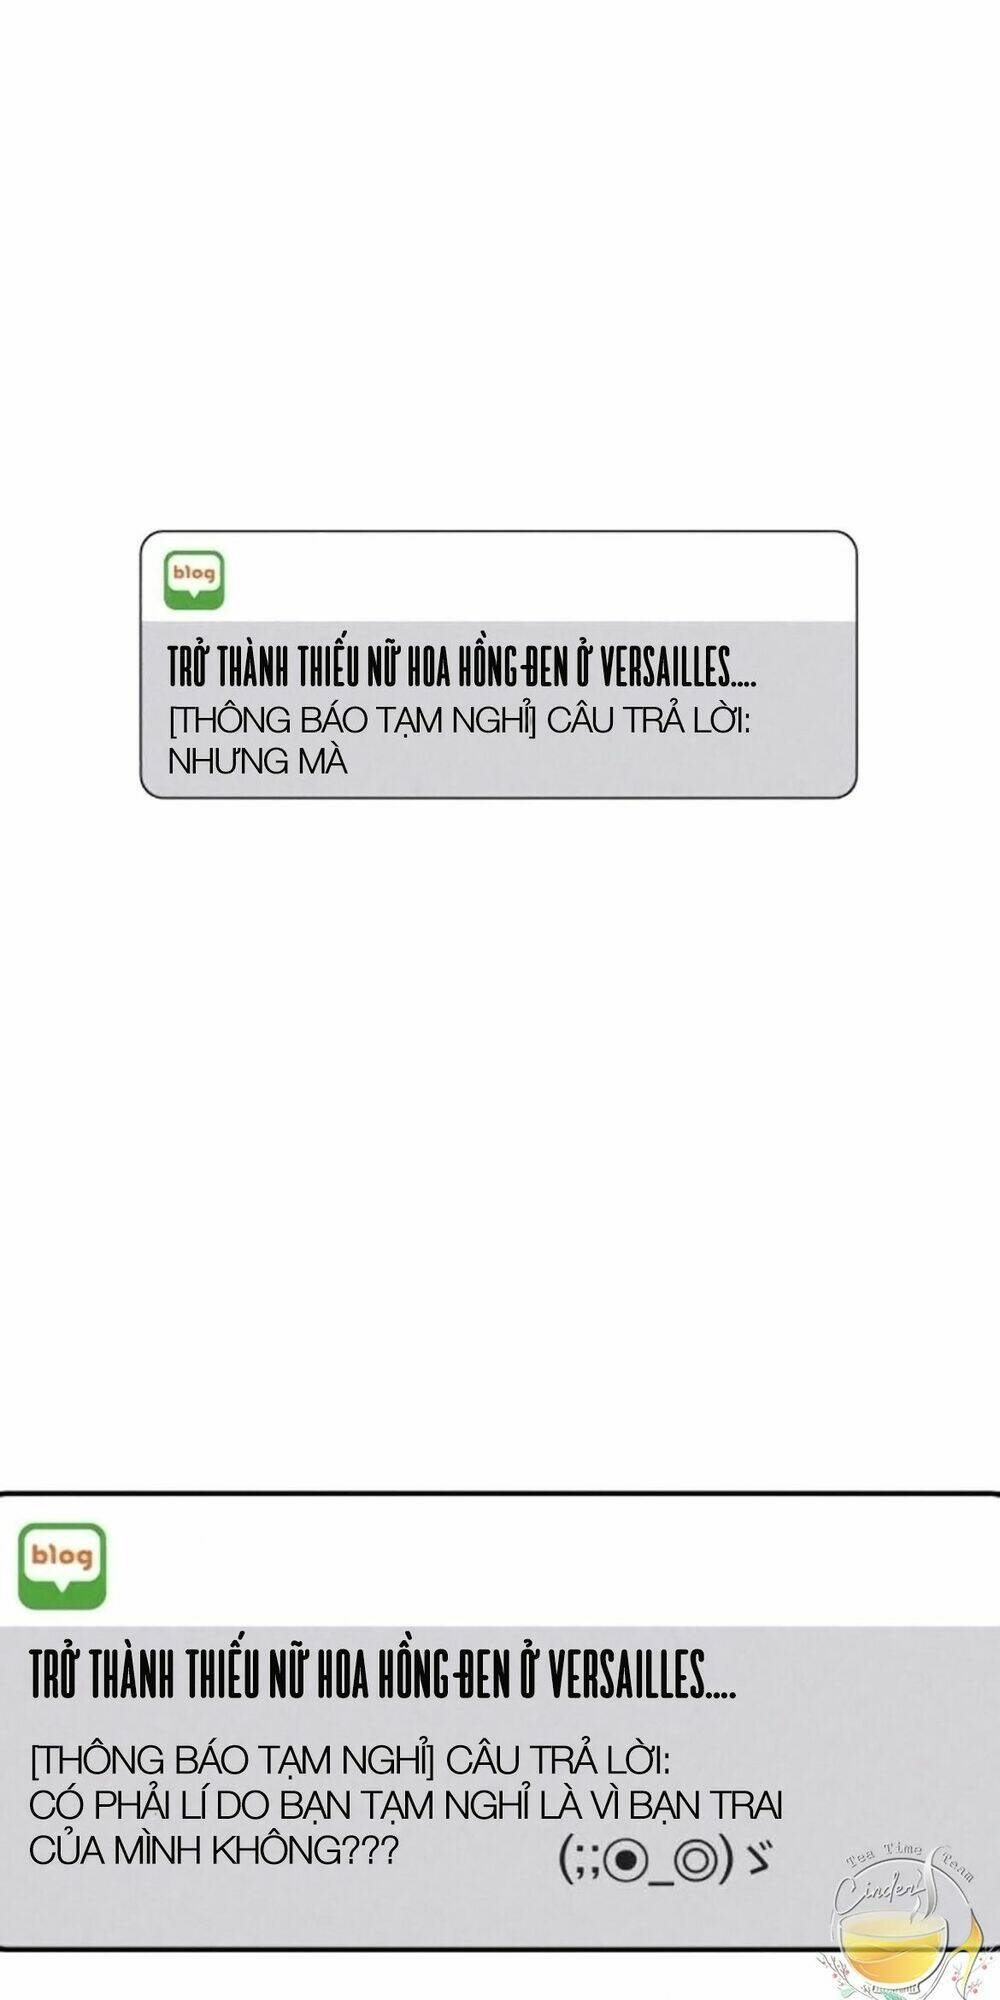 blog
TRỞ THÀNH THIẾU NỮ HOA HỒNG ĐEN Ở VERSAILLES....
[THÔNG BÁO TẠM NGHỈ] CÂU TRẢ LỜI:
NHƯNG MÀ
blog
TRỞ THÀNH THIẾU NỮ HOA HỒNG ĐEN Ở VERSAILLES....
[THÔNG BÁO TẠM NGHỈ] CÂU TRẢ LỜI:
CÓ PHẢI LÍ DO BẠN TẠM NGHỈ LÀ VÌ BẠN TRAI
CỦA MÌNH KHÔNG??? (;;◉_◎)ゞ
Tea Time Team
Cinder